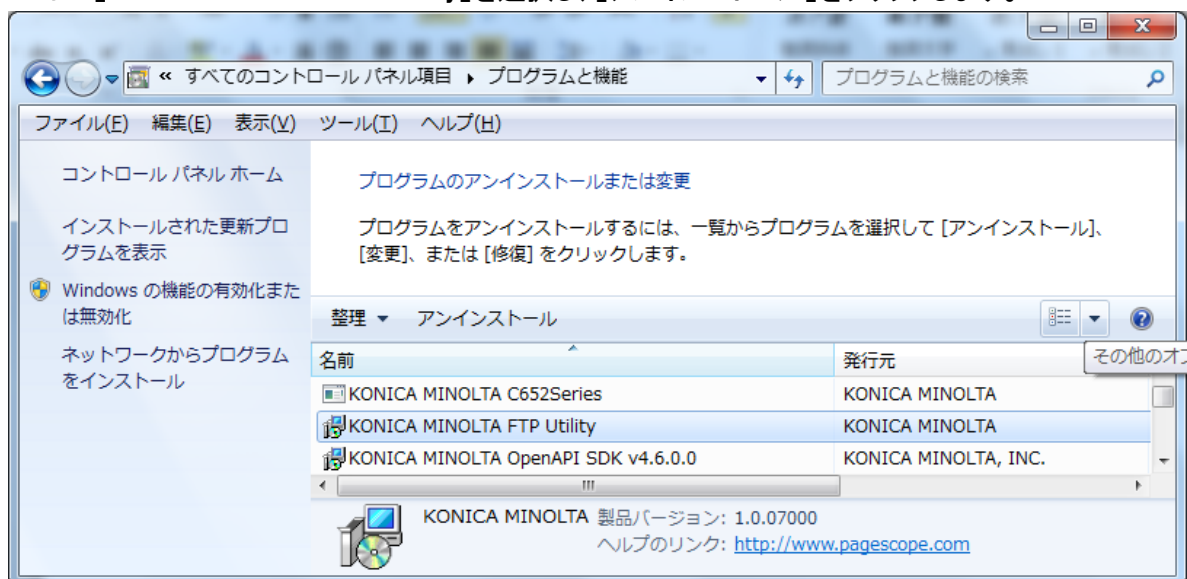 を選択し、
をクリックします。
« すべてのコントロール パネル項目 ▸ プログラムと機能
プログラムと機能の検索
ファイル(F) 編集(E) 表示(V) ツール(T) ヘルプ(H)
コントロール パネル ホーム
インストールされた更新プロ
グラムを表示
Windows の機能の有効化また
は無効化
ネットワークからプログラム
をインストール
プログラムのアンインストールまたは変更
プログラムをアンインストールするには、一覧からプログラムを選択して [アンインストール]、
[変更]、または [修復] をクリックします。
整理 ▼ アンインストール
その他のオプ
名前 発行元
KONICA MINOLTA C652Series KONICA MINOLTA
KONICA MINOLTA FTP Utility KONICA MINOLTA
KONICA MINOLTA OpenAPI SDK v4.6.0.0 KONICA MINOLTA, INC.
KONICA MINOLTA 製品バージョン: 1.0.07000
ヘルプのリンク: http://www.pagescope.com